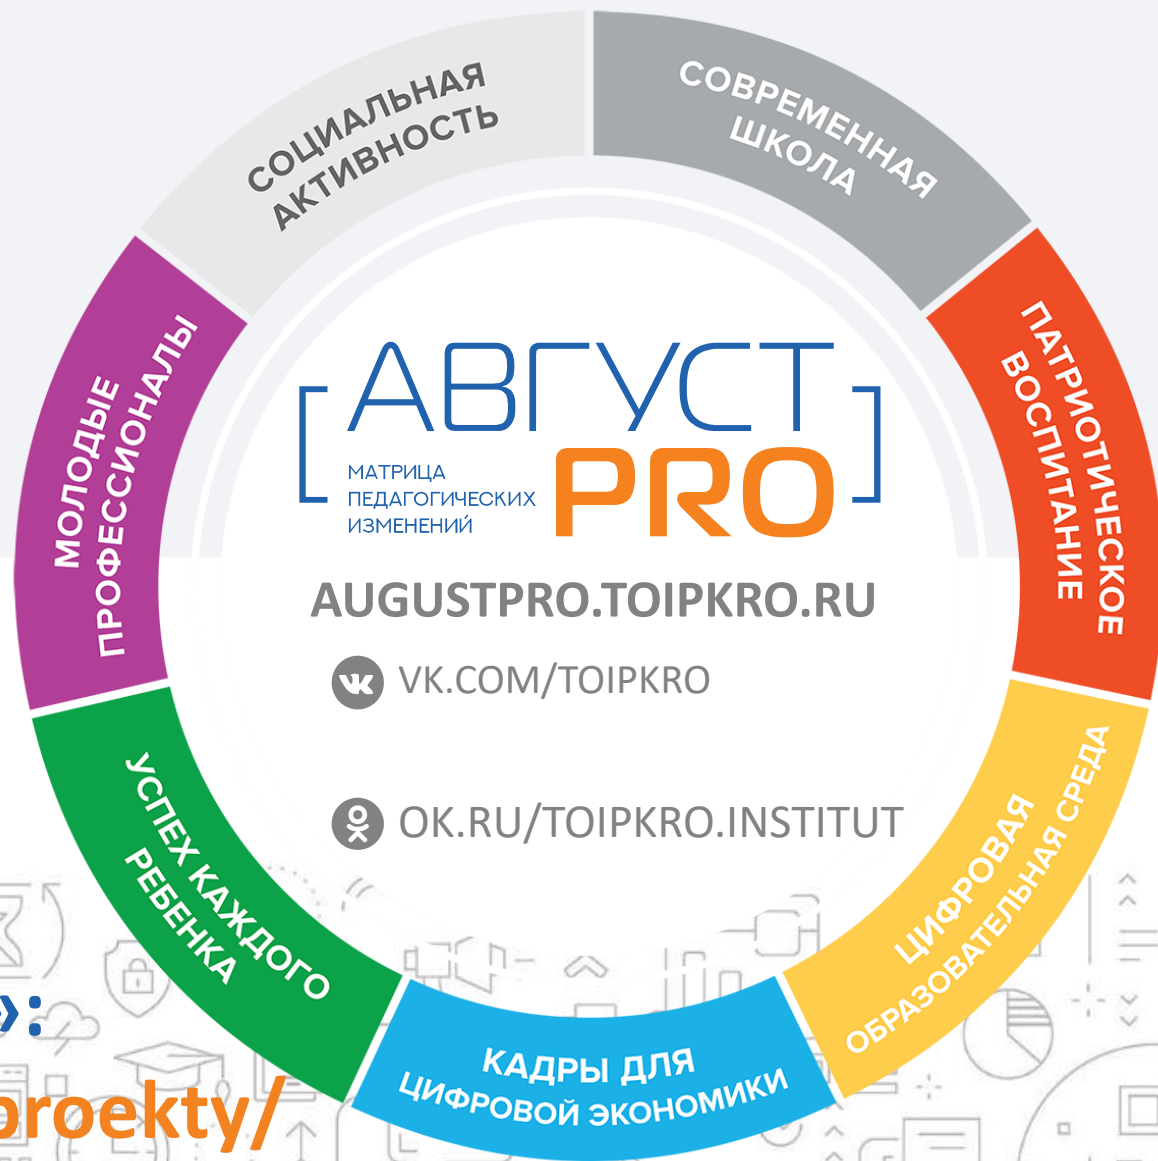 СОЦИАЛЬНАЯ
АКТИВНОСТЬ
СОВРЕМЕННАЯ
ШКОЛА
ПАТРИОТИЧЕСКОЕ
ВОСПИТАНИЕ
МОЛОДЫЕ
ПРОФЕССИОНАЛЫ
АВГУСТ
PRO
МАТРИЦА
ПЕДАГОГИЧЕСКИХ
ИЗМЕНЕНИЙ
AUGUSTPRO.TOIPKRO.RU
VK.COM/TOIPKRO
OK.RU/TOIPKRO.INSTITUT
УСПЕХ КАЖДОГО
РЕБЕНКА
ЦИФРОВАЯ
ОБРАЗОВАТЕЛЬНАЯ СРЕДА
КАДРЫ ДЛЯ
ЦИФРОВОЙ ЭКОНОМИКИ
»:
proekty/